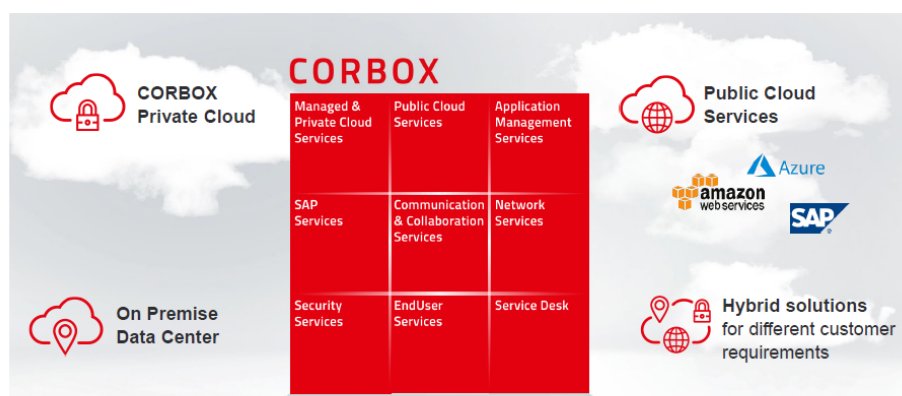 CORBOX
CORBOX
Private Cloud
Managed &
Private Cloud
Services
Public Cloud
Services
Application
Management
Services
Public Cloud
Services
Azure
amazon
webservices
SAP
SAP
Services
Communication
& Collaboration
Services
Network
Services
On Premise
Data Center
Security
Services
EndUser
Services
Service Desk
Hybrid solutions
for different customer
requirements